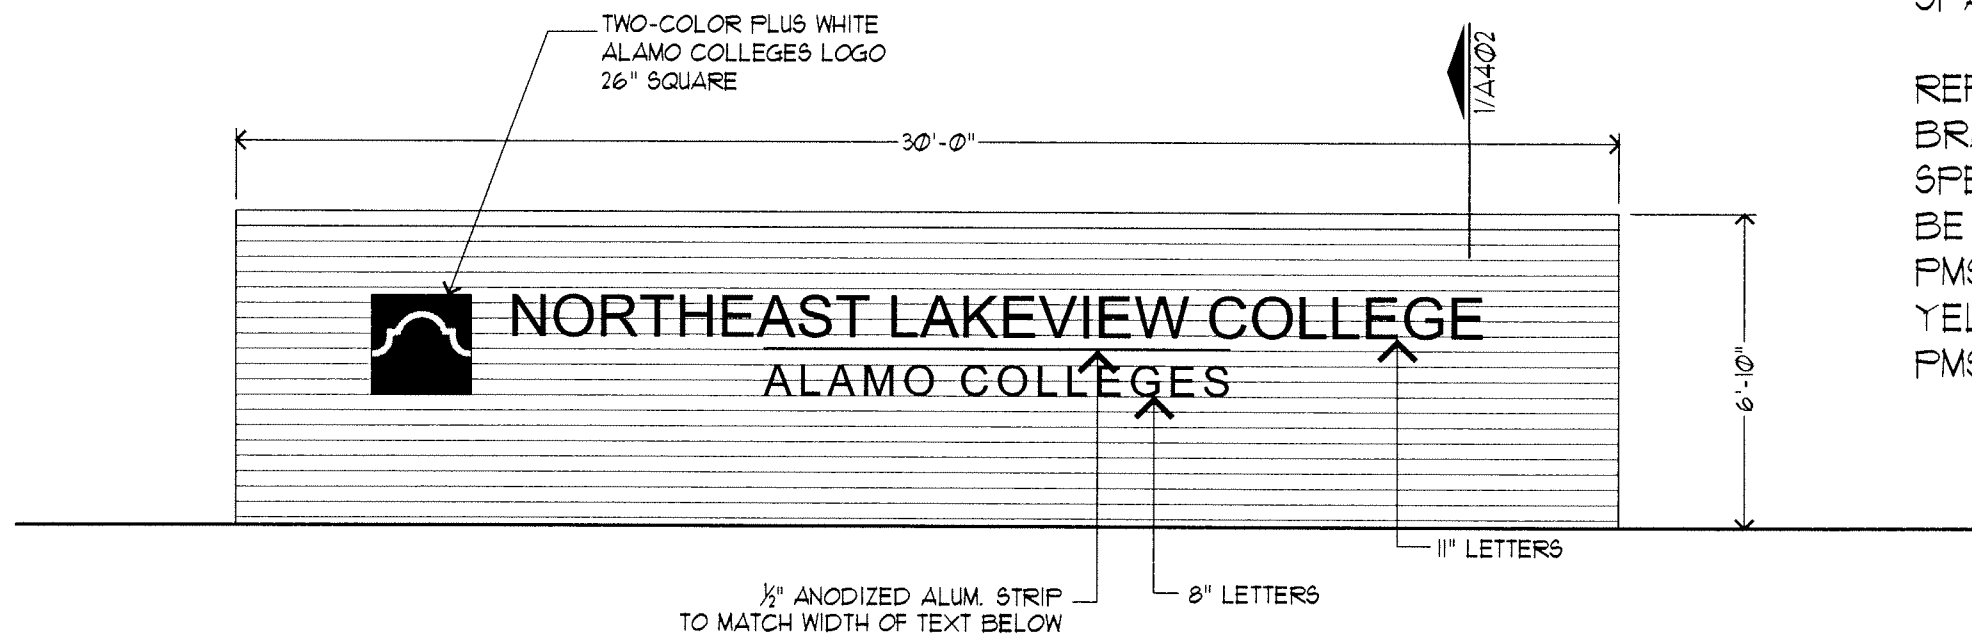 TWO-COLOR PLUS WHITE
ALAMO COLLEGES LOGO
26" SQUARE
1/A402
30'-0"
NORTHEAST LAKEVIEW COLLEGE
ALAMO COLLEGES
6'-10"
11" LETTERS
½" ANODIZED ALUM. STRIP
TO MATCH WIDTH OF TEXT BELOW
8" LETTERS
REF
BRA
SPE
BE
PMS
YEL
PMS